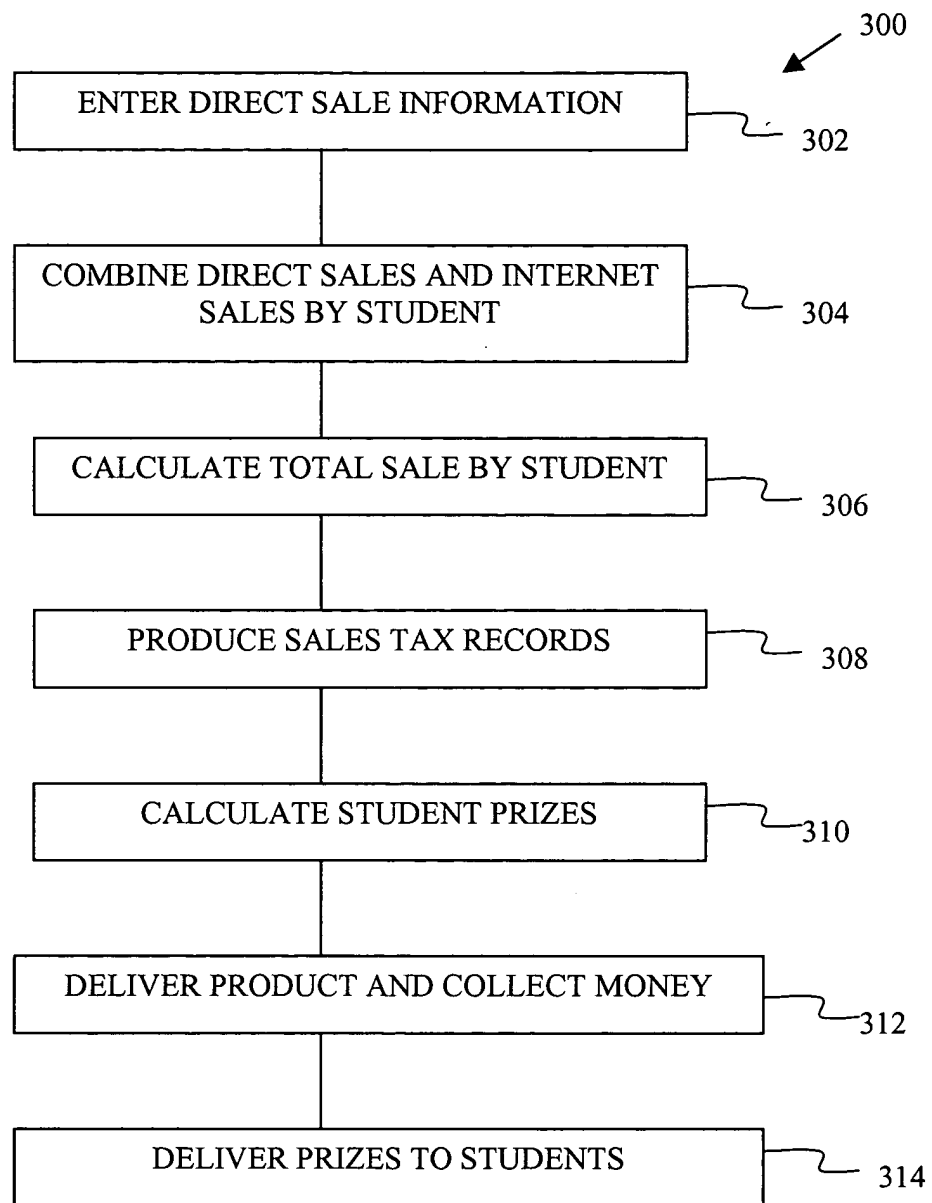 300
ENTER DIRECT SALE INFORMATION
302
COMBINE DIRECT SALES AND INTERNET
SALES BY STUDENT
304
CALCULATE TOTAL SALE BY STUDENT
306
PRODUCE SALES TAX RECORDS
308
CALCULATE STUDENT PRIZES
310
DELIVER PRODUCT AND COLLECT MONEY
312
DELIVER PRIZES TO STUDENTS
314